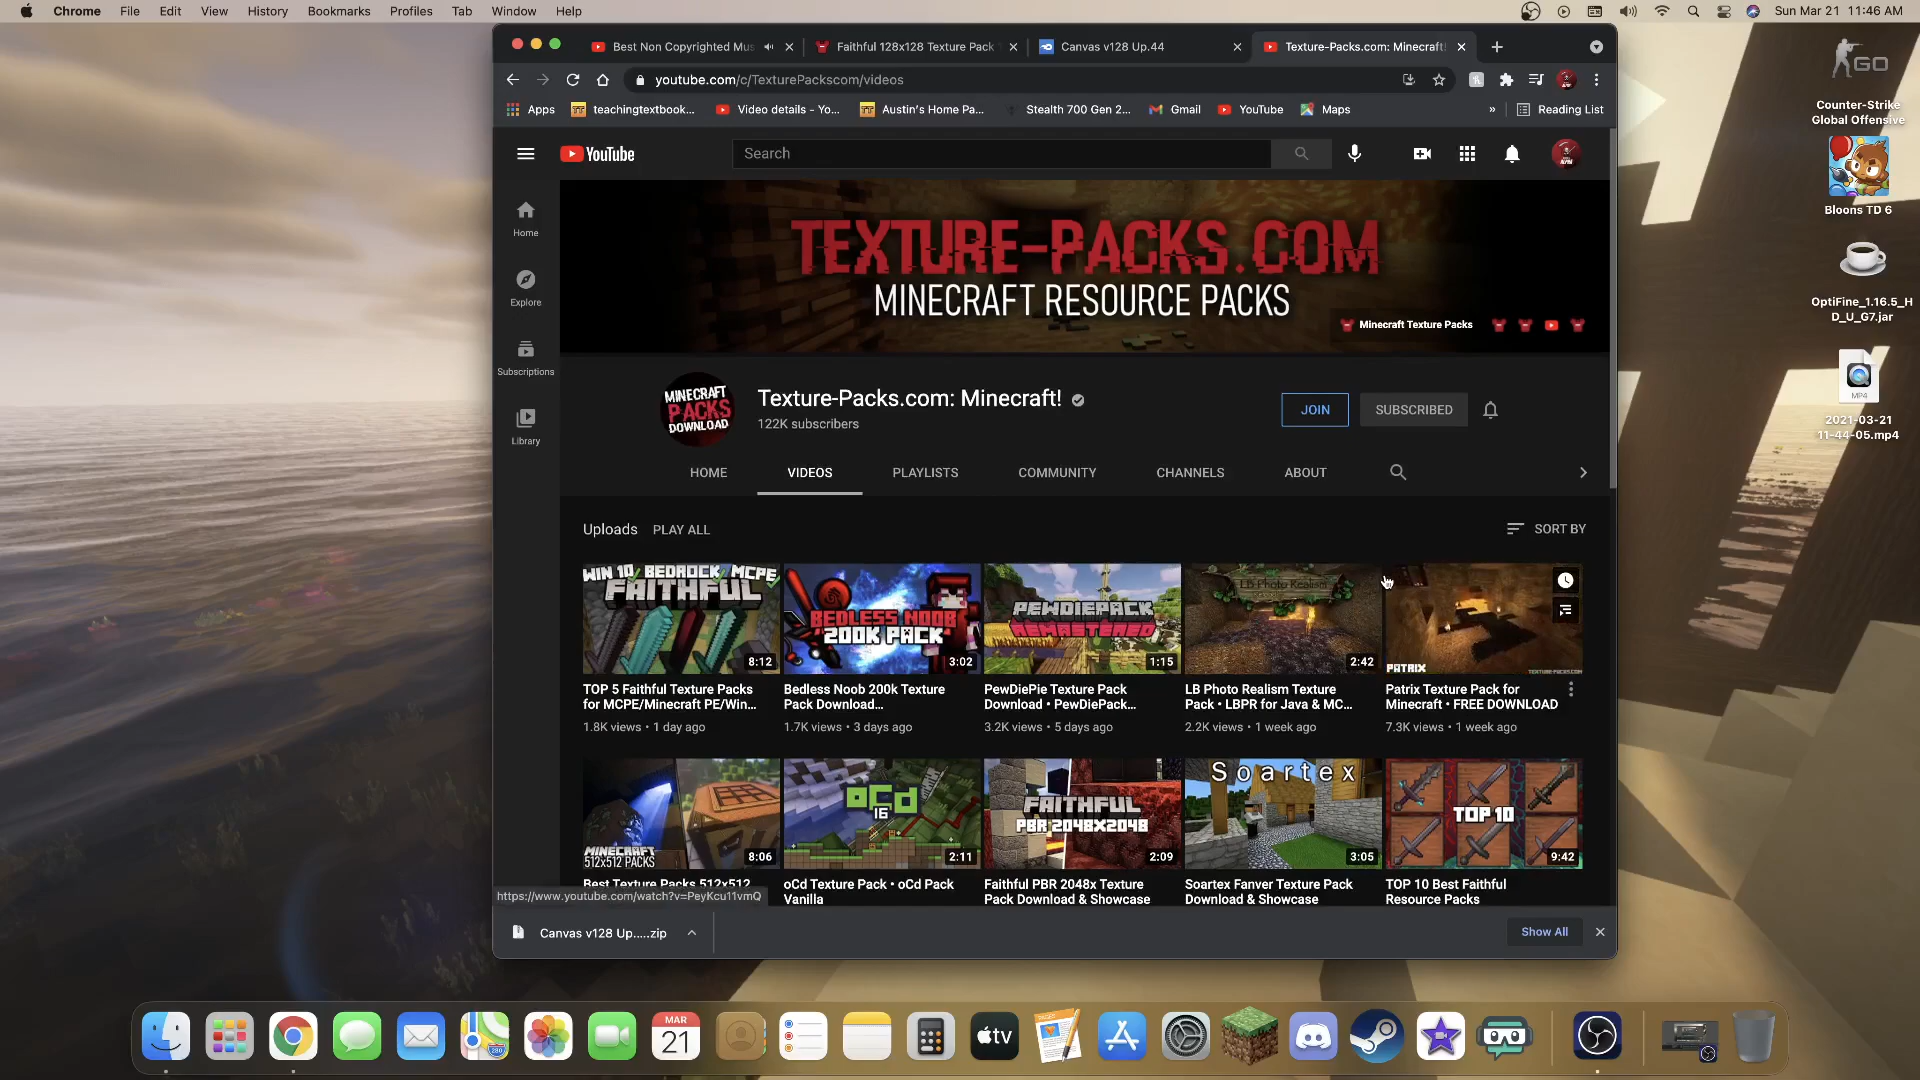 Chrome File Edit View History Bookmarks Profiles Tab Window Help
Sun Mar 21 11:46 AM
Best Non Copyrighted Mus
Faithful 128x128 Texture Pack
Canvas v128 Up.44
Texture-Packs.com: Minecraft!
youtube.com/c/TexturePackscom/videos
Apps teachingtextbook... Video details - Yo... Austin's Home Pa... Stealth 700 Gen 2... Gmail YouTube Maps » Reading List
YouTube
Search
Home
Explore
Subscriptions
Library
TEXTURE-PACKS.COM
MINECRAFT RESOURCE PACKS
Minecraft Texture Packs
MINECRAFT
PACKS
DOWNLOAD
Texture-Packs.com: Minecraft!
122K subscribers
JOIN
SUBSCRIBED
HOME VIDEOS PLAYLISTS COMMUNITY CHANNELS ABOUT
Uploads PLAY ALL
SORT BY
WIN 10 BEDROCK MCPE
FAITHFUL
8:12
TOP 5 Faithful Texture Packs
for MCPE/Minecraft PE/Win...
1.8K views • 1 day ago
BEDLESS NOOB
200K PACK
3:02
Bedless Noob 200k Texture
Pack Download...
1.7K views • 3 days ago
PEWDIEPACK
REMASTERED
1:15
PewDiePie Texture Pack
Download • PewDiePack...
3.2K views • 5 days ago
LB Photo Realism
2:42
LB Photo Realism Texture
Pack • LBPR for Java & MC...
2.2K views • 1 week ago
PATRIX
TEXTURE-PACKS.COM
Patrix Texture Pack for
Minecraft • FREE DOWNLOAD
7.3K views • 1 week ago
MINECRAFT
512x512 PACKS
8:06
Best Texture Packs 512x512
oCd
16
2:11
oCd Texture Pack • oCd Pack
Vanilla
FAITHFUL
PBR 2048X2048
2:09
Faithful PBR 2048x Texture
Pack Download & Showcase
Soartex
3:05
Soartex Fanver Texture Pack
Download & Showcase
TOP 10
9:42
TOP 10 Best Faithful
Resource Packs
https://www.youtube.com/watch?v=PeyKcu11vmQ
Canvas v128 Up.....zip
Show All
GO
Counter-Strike
Global Offensive
Bloons TD 6
OptiFine_1.16.5_H
D_U_G7.jar
MP4
2021-03-21
11-44-05.mp4
MAR
21
280
tv